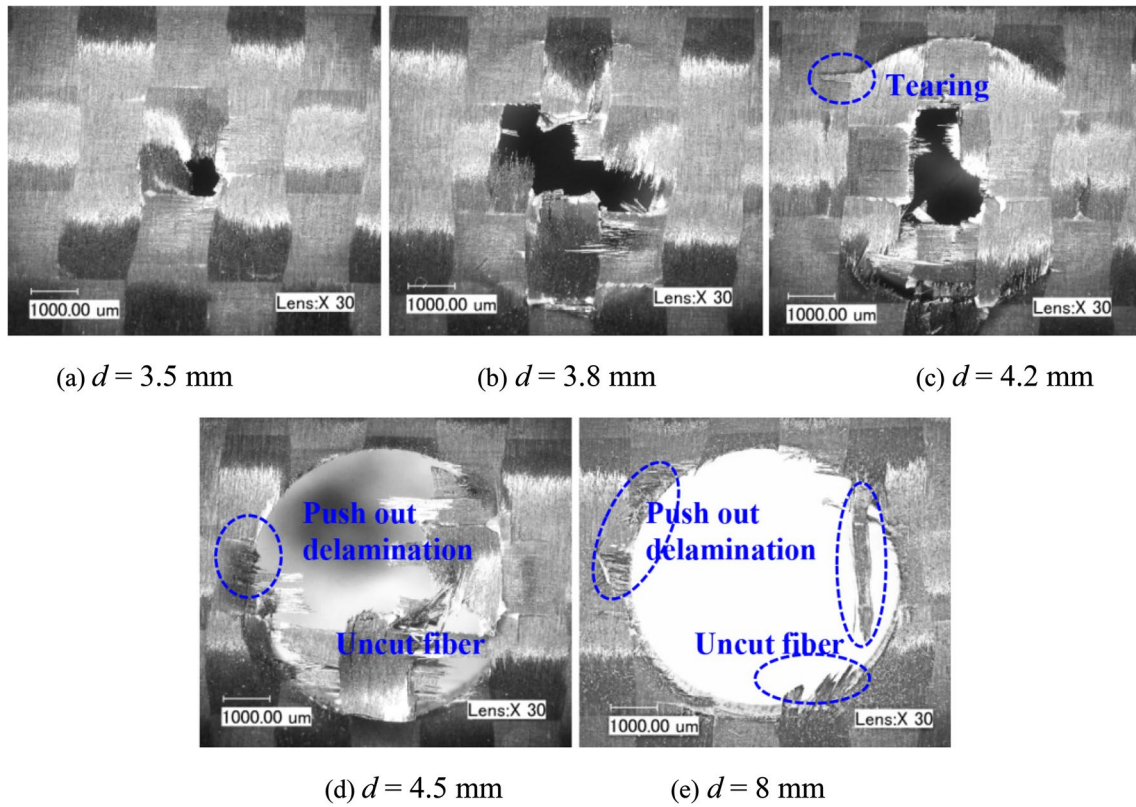 Tearing
1000.00 um
Lens:X 30
1000.00 um
Lens:X 30
1000.00 um
Lens:X 30
(a) d = 3.5 mm
(b) d = 3.8 mm
(c) d = 4.2 mm
Push out
delamination
Uncut fiber
1000.00 um
Lens:X 30
Push out
delamination
Uncut fiber
1000.00 um
Lens:X 30
(d) d = 4.5 mm
(e) d = 8 mm